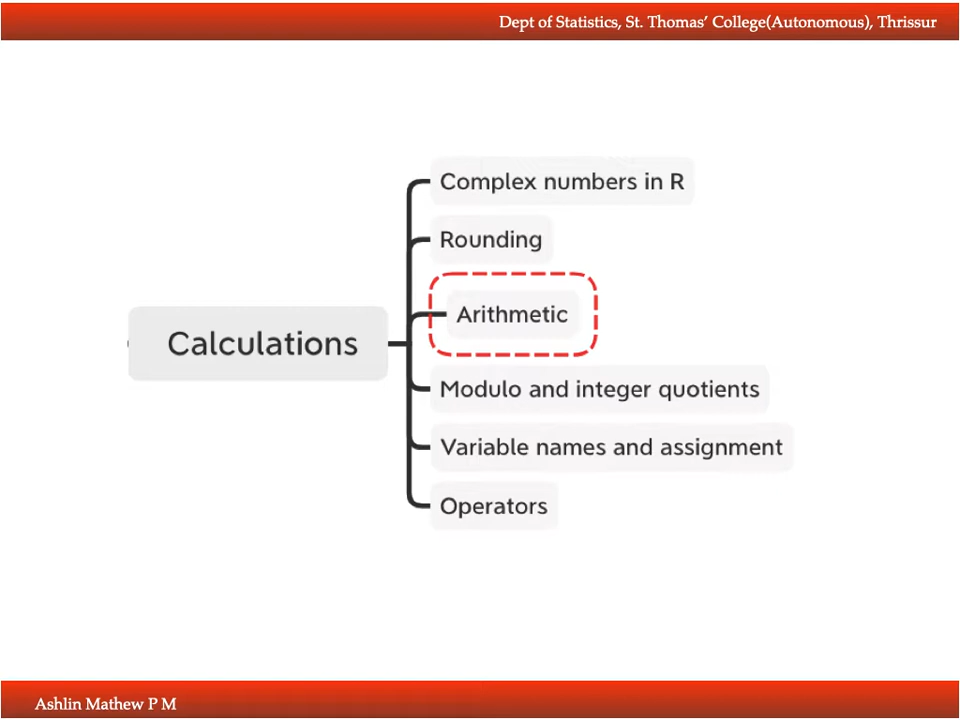 Dept of Statistics, St. Thomas’ College(Autonomous), Thrissur
Complex numbers in R
Rounding
Arithmetic
Calculations
Modulo and integer quotients
Variable names and assignment
Operators
Ashlin Mathew P M